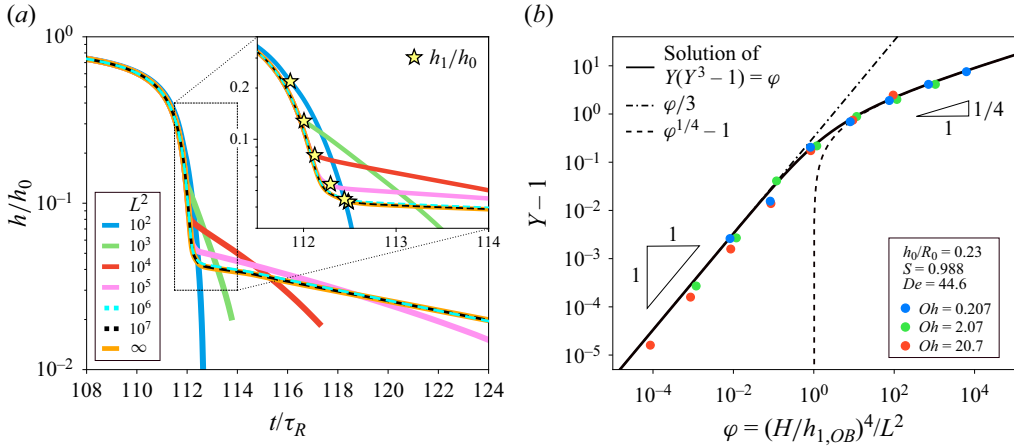 (a)
10^0
10^-1
10^-2
h/h_0
108 110 112 114 116 118 120 122 124
t/τ_R
L^2
10^2
10^3
10^4
10^5
10^6
10^7
∞
0.2
0.1
112 113 114
h_1/h_0
(b)
10^1
10^0
10^-1
10^-2
10^-3
10^-4
10^-5
Y – 1
10^-4 10^-2 10^0 10^2 10^4
φ = (H/h_1,OB)^4/L^2
Solution of
Y(Y^3 – 1) = φ
φ/3
φ^1/4 – 1
1/4
1
1
1
h_0/R_0 = 0.23
S = 0.988
De = 44.6
Oh = 0.207
Oh = 2.07
Oh = 20.7